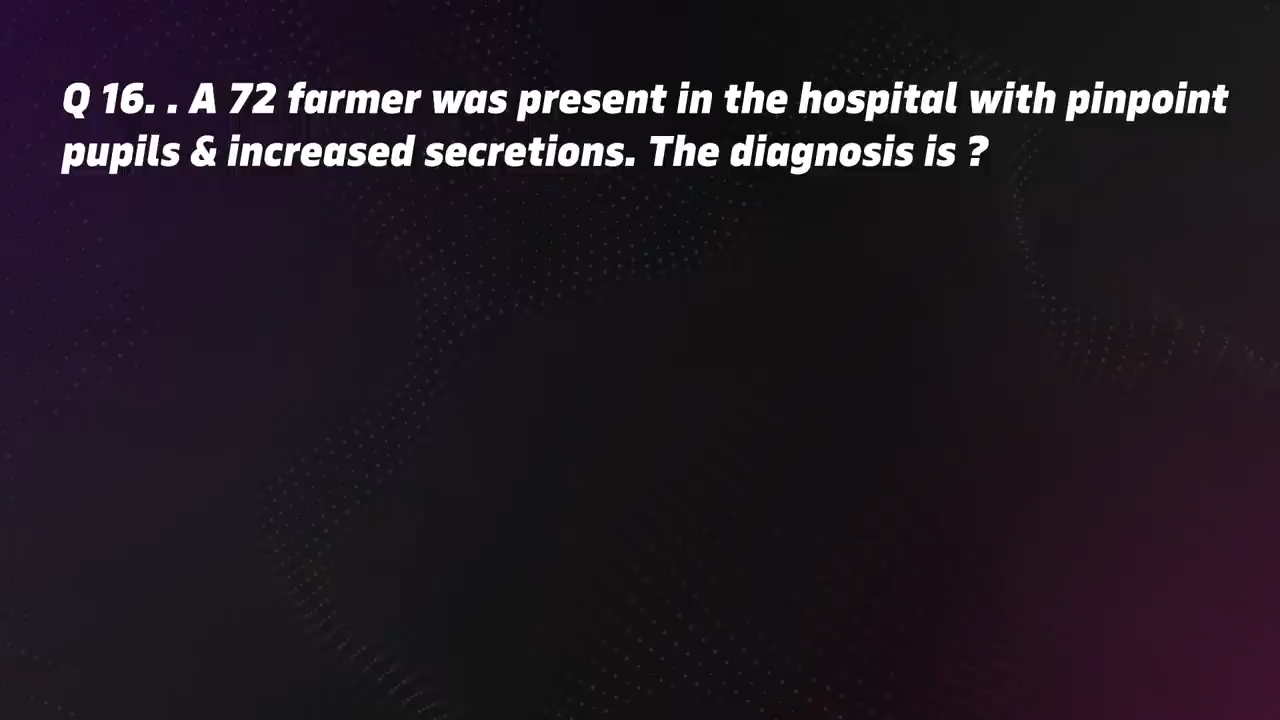 Q 16. . A 72 farmer was present in the hospital with pinpoint
pupils & increased secretions. The diagnosis is ?